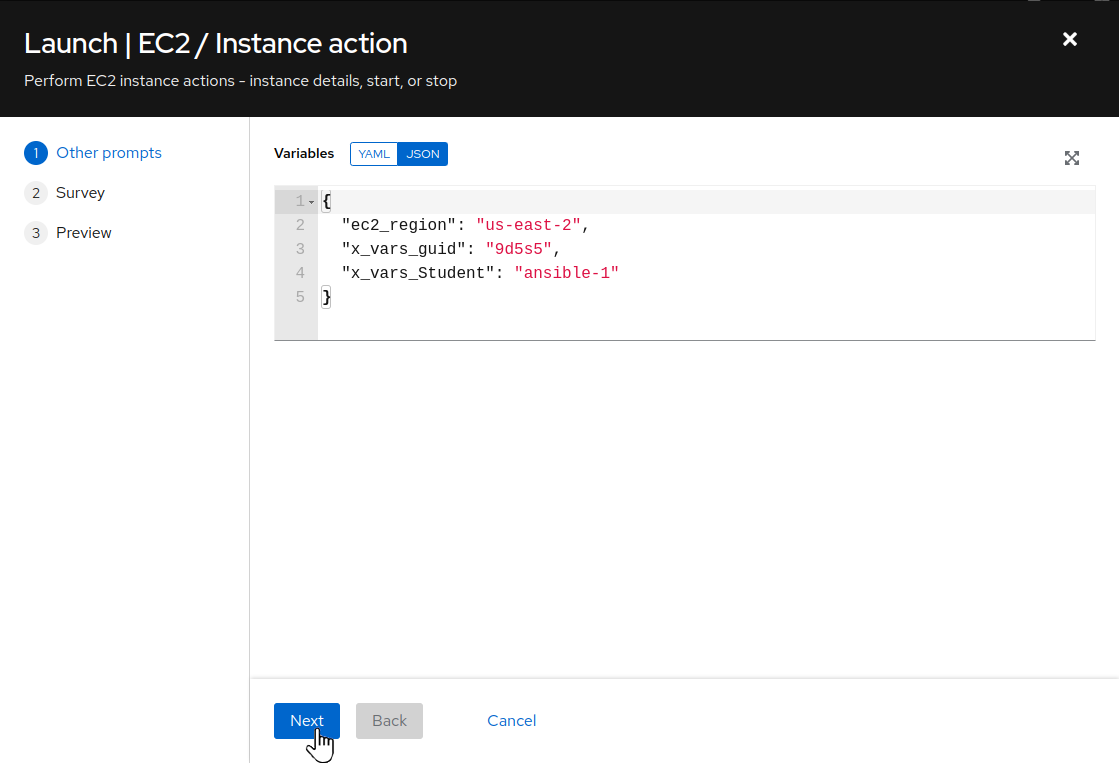 Launch | EC2 / Instance action
Perform EC2 instance actions - instance details, start, or stop
1 Other prompts
2 Survey
3 Preview
Variables YAML JSON
1 {
2 "ec2_region": "us-east-2",
3 "x_vars_guid": "9d5s5",
4 "x_vars_Student": "ansible-1"
5 }
Next Back Cancel